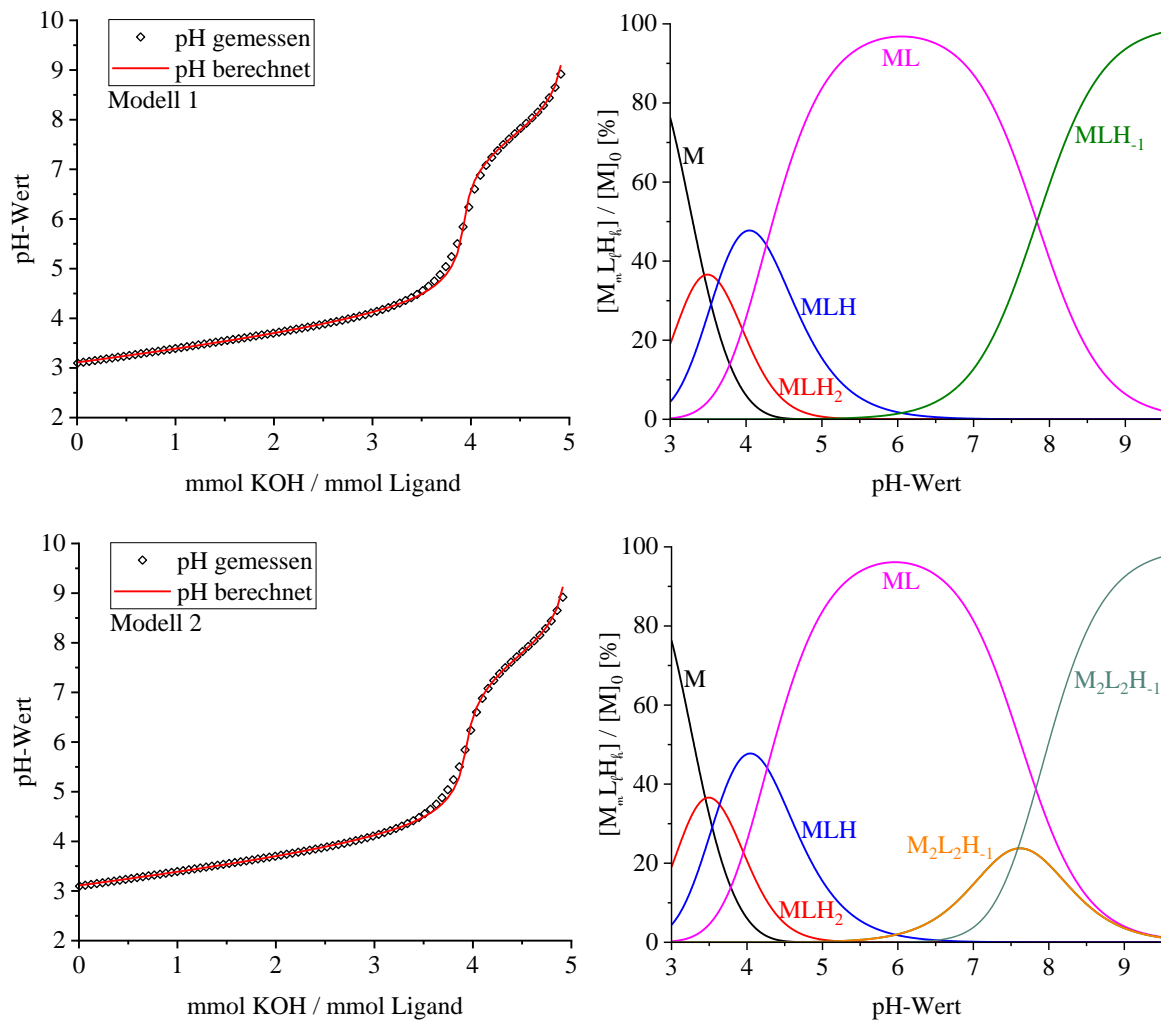 pH gemessen
pH berechnet
Modell 1
10
9
8
7
6
5
4
3
2
pH-Wert
0 1 2 3 4 5
mmol KOH / mmol Ligand
100
80
60
40
20
0
[MₘLℓHₕ] / [M]₀ [%]
M
ML
MLH₋₁
MLH
MLH₂
3 4 5 6 7 8 9
pH-Wert
pH gemessen
pH berechnet
Modell 2
10
9
8
7
6
5
4
3
2
pH-Wert
0 1 2 3 4 5
mmol KOH / mmol Ligand
100
80
60
40
20
0
[MₘLℓHₕ] / [M]₀ [%]
M
ML
M₂L₂H₋₁
MLH
M₂L₂H₋₁
MLH₂
3 4 5 6 7 8 9
pH-Wert